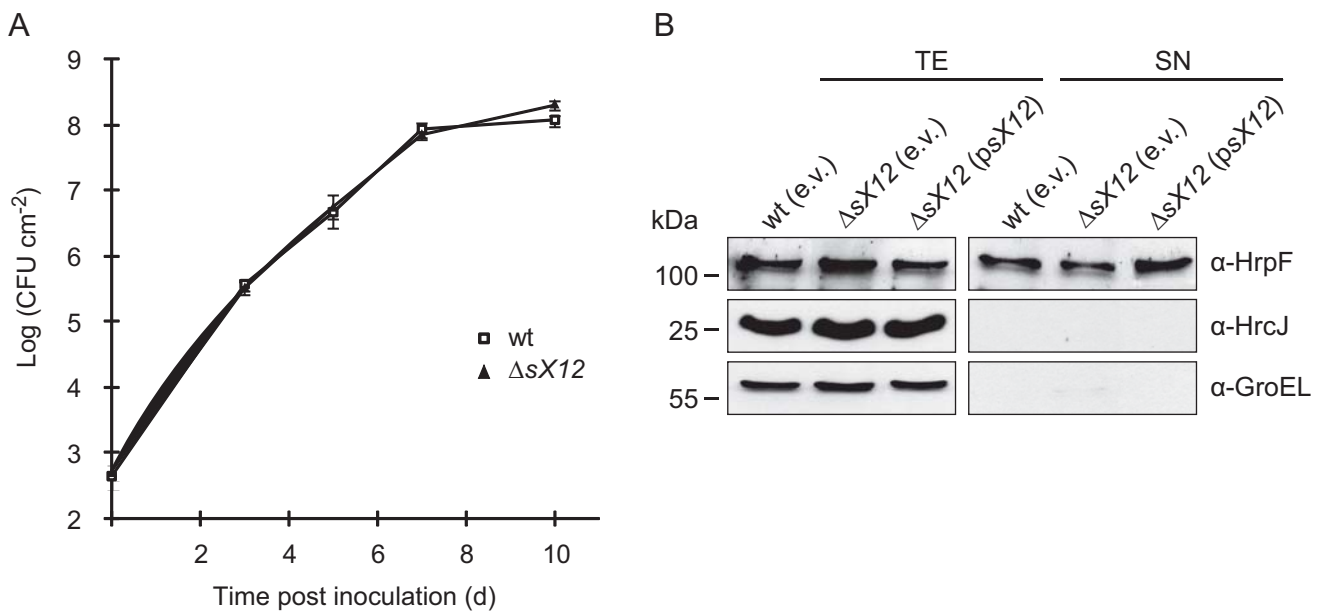 A
9
8
7
6
5
4
3
2
Log (CFU cm-2)
wt
ΔsX12
2 4 6 8 10
Time post inoculation (d)
B
TE SN
wt (e.v.) ΔsX12 (e.v.) ΔsX12 (psX12) wt (e.v.) ΔsX12 (e.v.) ΔsX12 (psX12)
kDa
100 α-HrpF
25 α-HrcJ
55 α-GroEL